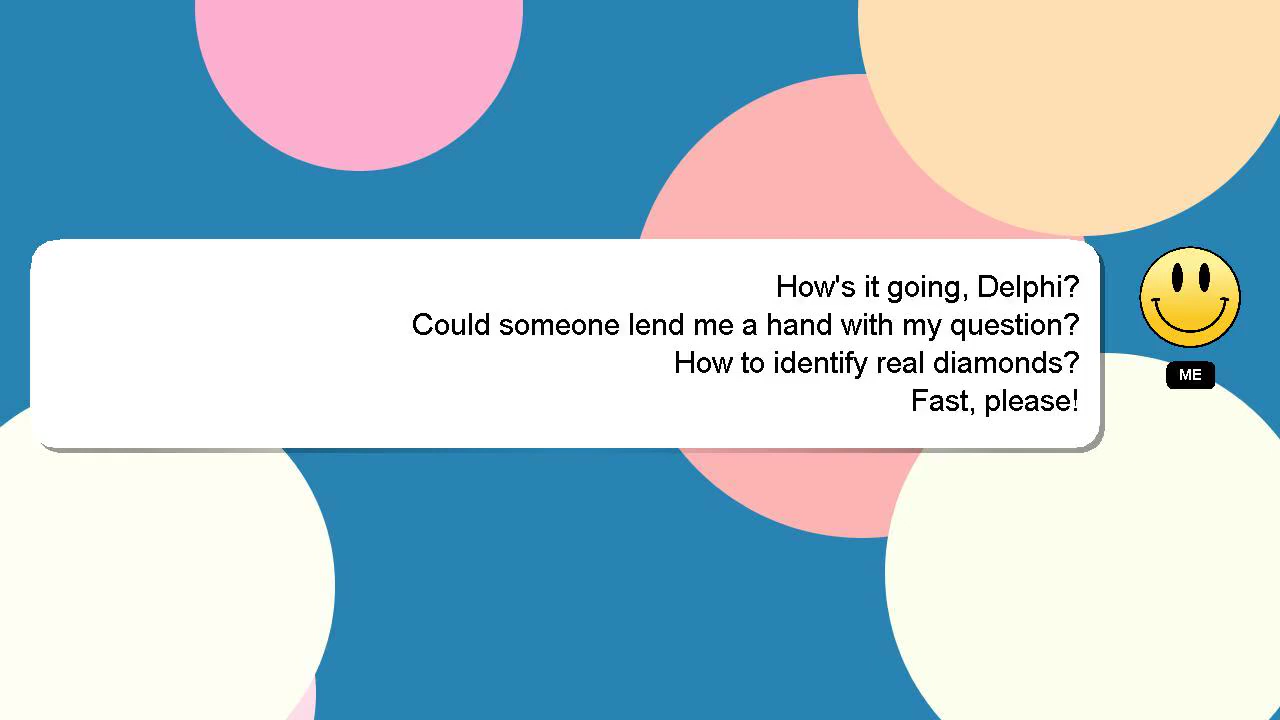 How's it going, Delphi?
Could someone lend me a hand with my question?
How to identify real diamonds?
Fast, please!
ME